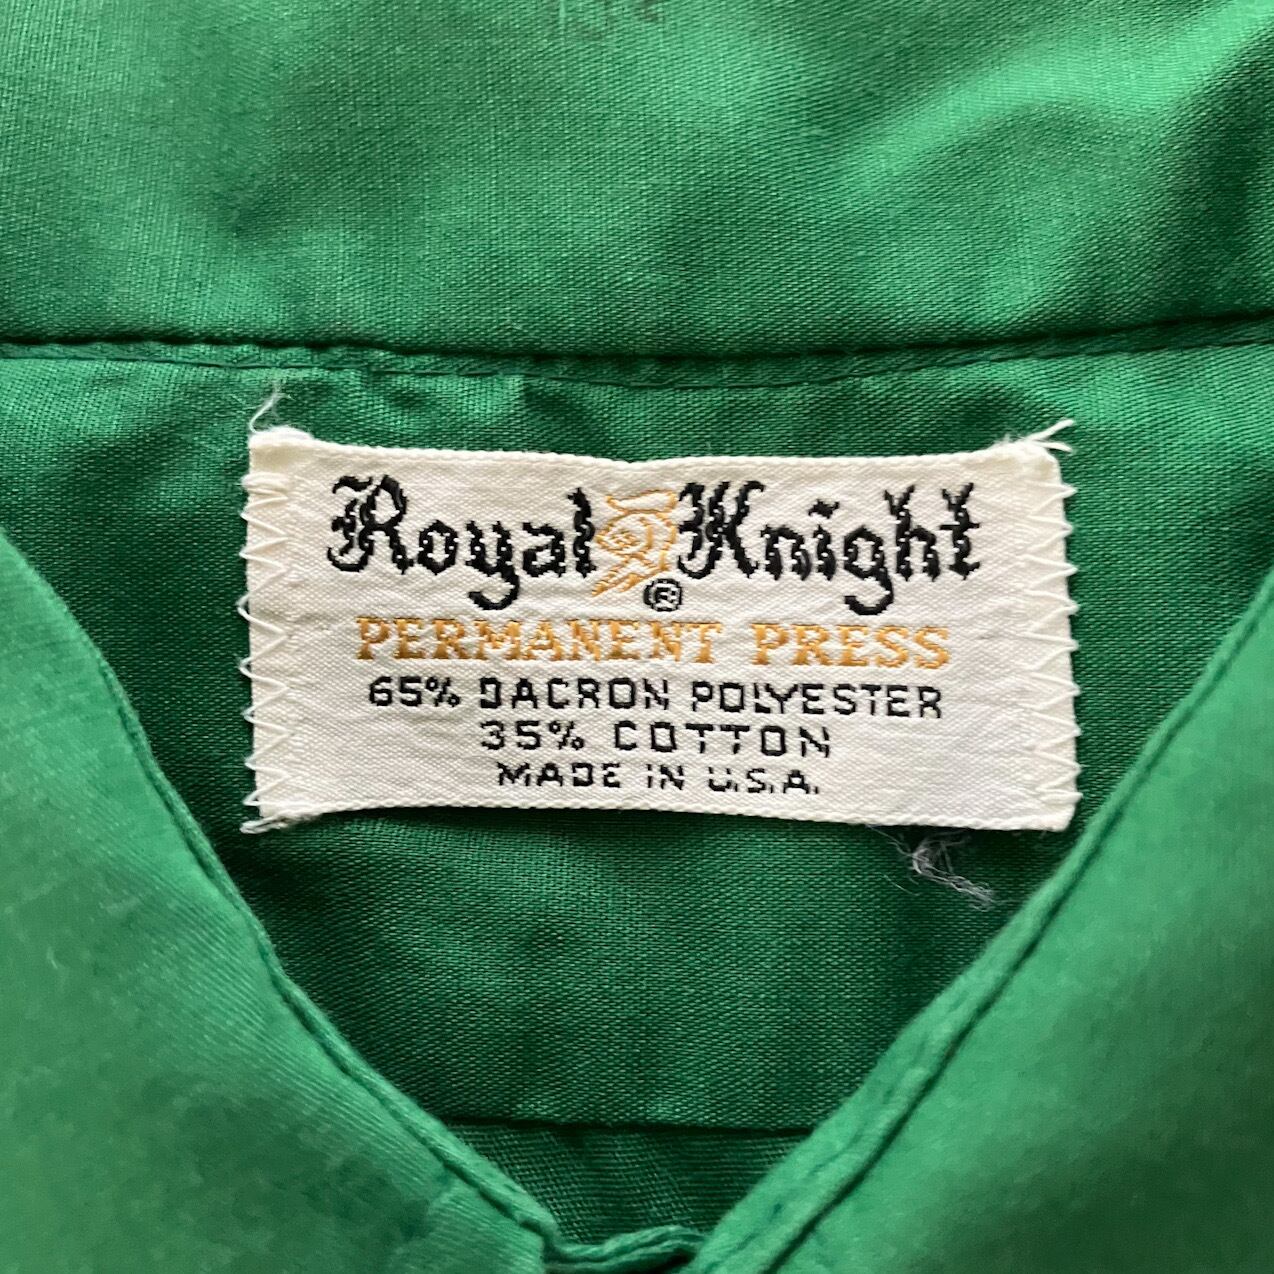 Royal Knight ®
PERMANENT PRESS
65% DACRON POLYESTER
35% COTTON
MADE IN U.S.A.